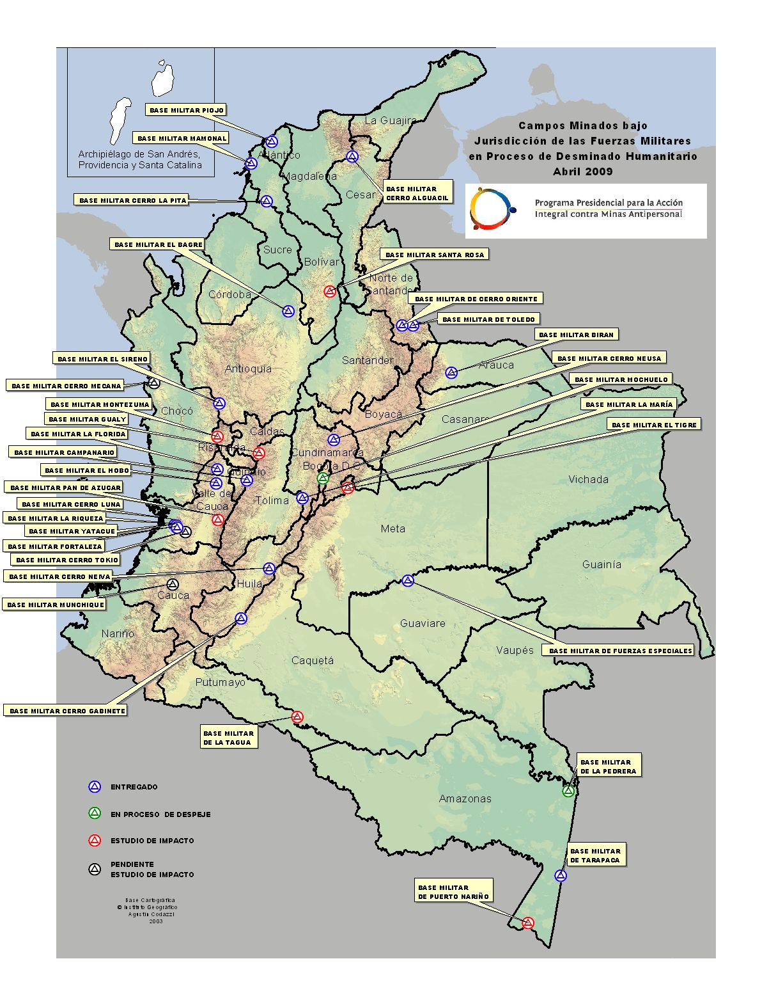 Campos Minados bajo
Jurisdicción de las Fuerzas Militares
en Proceso de Desminado Humanitario
Abril 2009
Programa Presidencial para la Acción
Integral contra Minas Antipersonal
Archipiélago de San Andrés,
Providencia y Santa Catalina
BASE MILITAR PIOJO
BASE MILITAR MAMONAL
BASE MILITAR CERRO LA PITA
BASE MILITAR EL BAGRE
BASE MILITAR
CERRO ALGUACIL
BASE MILITAR SANTA ROSA
BASE MILITAR DE CERRO ORIENTE
BASE MILITAR DE TOLEDO
BASE MILITAR BIRAN
BASE MILITAR CERRO NEUSA
BASE MILITAR MOCHUELO
BASE MILITAR LA MARÍA
BASE MILITAR EL TIGRE
BASE MILITAR EL SIRENO
BASE MILITAR CERRO MECANA
BASE MILITAR MONTEZUMA
BASE MILITAR GUALY
BASE MILITAR LA FLORIDA
BASE MILITAR CAMPANARIO
BASE MILITAR EL HOBO
BASE MILITAR PAN DE AZUCAR
BASE MILITAR CERRO LUNA
BASE MILITAR LA RIQUEZA
BASE MILITAR YATACUE
BASE MILITAR FORTALEZA
BASE MILITAR CERRO TOKIO
BASE MILITAR CERRO NEIVA
BASE MILITAR MUNCHIQUE
BASE MILITAR CERRO GABINETE
BASE MILITAR
DE LA TAGUA
BASE MILITAR DE FUERZAS ESPECIALES
BASE MILITAR
DE LA PEDRERA
BASE MILITAR
DE TARAPACA
BASE MILITAR
DE PUERTO NARIÑO
La Guajira
Atlántico
Magdalena
Cesar
Sucre
Bolívar
Córdoba
Norte de
Santande
Antioquia
Santander
Arauca
Chocó
Boyacá
Casanare
Caldas
Risaralda
Cundinamarca
Bogotá D.C
Quindío
Valle de
Cauca
Tolima
Vichada
Meta
Guainía
Huila
Cauca
Guaviare
Nariño
Vaupés
Caquetá
Putumayo
Amazonas
ENTREGADO
EN PROCESO DE DESPEJE
ESTUDIO DE IMPACTO
PENDIENTE
ESTUDIO DE IMPACTO
Base Cartográfica
© Instituto Geográfico
Agustín Codazzi
2003